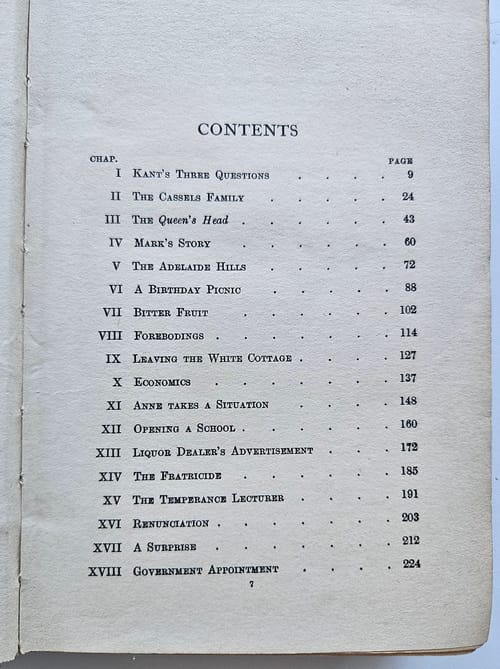 CONTENTS
CHAP. PAGE
I KANT'S THREE QUESTIONS . . . . 9
II THE CASSELS FAMILY . . . . . 24
III THE Queen's Head . . . . . . 43
IV MARK'S STORY . . . . . 60
V THE ADELAIDE HILLS . . . . . 72
VI A BIRTHDAY PICNIC . . . . . 88
VII BITTER FRUIT . . . . . 102
VIII FOREBODINGS . . . . . . 114
IX LEAVING THE WHITE COTTAGE . . . . 127
X ECONOMICS . . . . . . 137
XI ANNE TAKES A SITUATION . . . . 148
XII OPENING A SCHOOL . . . . . . 160
XIII LIQUOR DEALER'S ADVERTISEMENT . . . 172
XIV THE FRATRICIDE . . . . . . 185
XV THE TEMPERANCE LECTURER . . . . 191
XVI RENUNCIATION . . . . . . 203
XVII A SURPRISE . . . . . . 212
XVIII GOVERNMENT APPOINTMENT . . . . 224
7